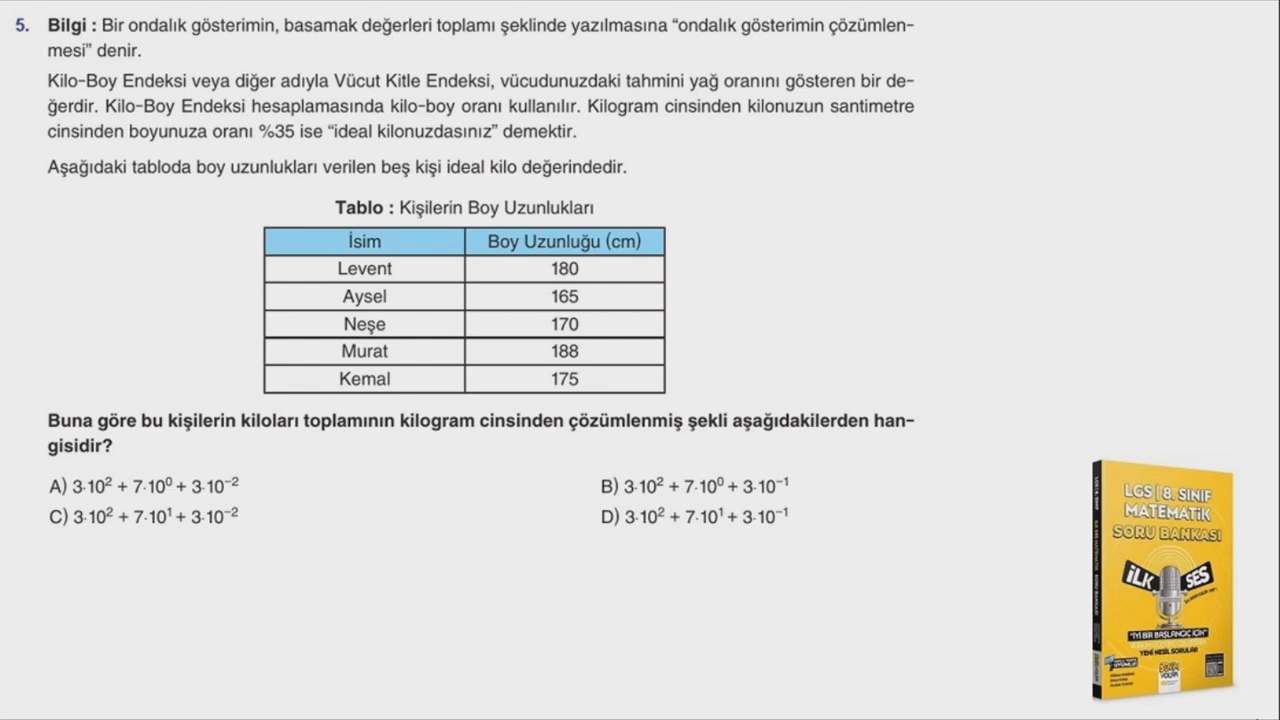 5. Bilgi : Bir ondalık gösterimin, basamak değerleri toplamı şeklinde yazılmasına “ondalık gösterimin çözümlen-
mesi” denir.
Kilo-Boy Endeksi veya diğer adıyla Vücut Kitle Endeksi, vücudunuzdaki tahmini yağ oranını gösteren bir de-
ğerdir. Kilo-Boy Endeksi hesaplamasında kilo-boy oranı kullanılır. Kilogram cinsinden kilonuzun santimetre
cinsinden boyunuza oranı %35 ise “ideal kilonuzdasınız” demektir.
Aşağıdaki tabloda boy uzunlukları verilen beş kişi ideal kilo değerindedir.
Tablo : Kişilerin Boy Uzunlukları
İsim Boy Uzunluğu (cm)
Levent 180
Aysel 165
Neşe 170
Murat 188
Kemal 175
Buna göre bu kişilerin kiloları toplamının kilogram cinsinden çözümlenmiş şekli aşağıdakilerden han-
gisidir?
A) 3·10² + 7·10⁰ + 3·10⁻² B) 3·10² + 7·10⁰ + 3·10⁻¹
C) 3·10² + 7·10¹ + 3·10⁻² D) 3·10² + 7·10¹ + 3·10⁻¹
LGS | 8. SINIF
MATEMATİK
SORU BANKASI
İLK SES
"İYİ BİR BAŞLANGIÇ İÇİN"
YENİ NESİL SORULAR